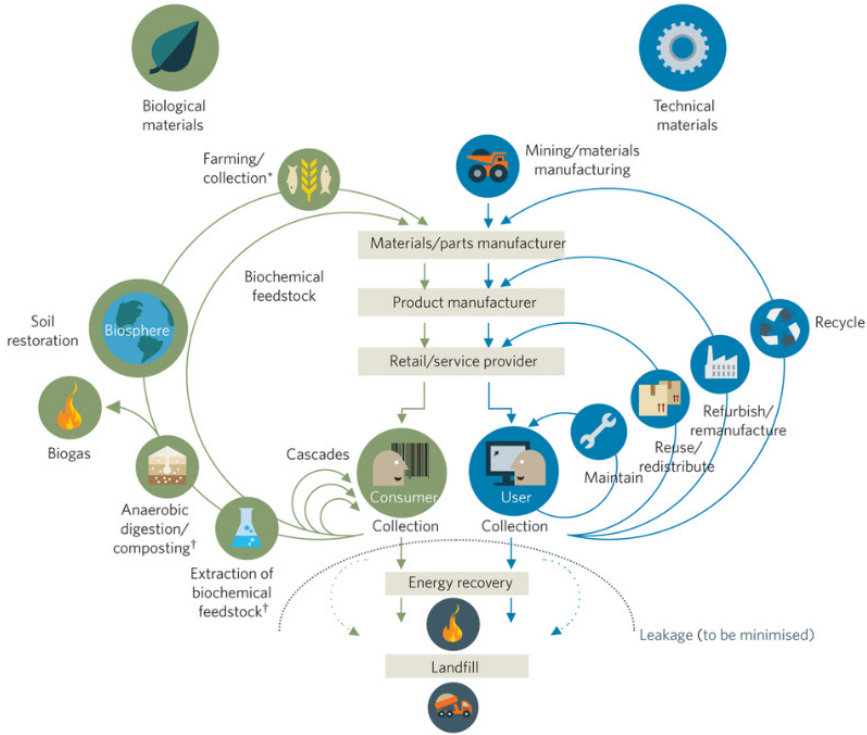 Biological
materials
Technical
materials
Farming/
collection*
Mining/materials
manufacturing
Materials/parts manufacturer
Biochemical
feedstock
Product manufacturer
Soil
restoration
Biosphere
Recycle
Retail/service provider
Refurbish/
remanufacture
Biogas
Reuse/
redistribute
Cascades
Maintain
Consumer
User
Anaerobic
digestion/
composting†
Collection
Collection
Extraction of
biochemical
feedstock†
Energy recovery
Leakage (to be minimised)
Landfill